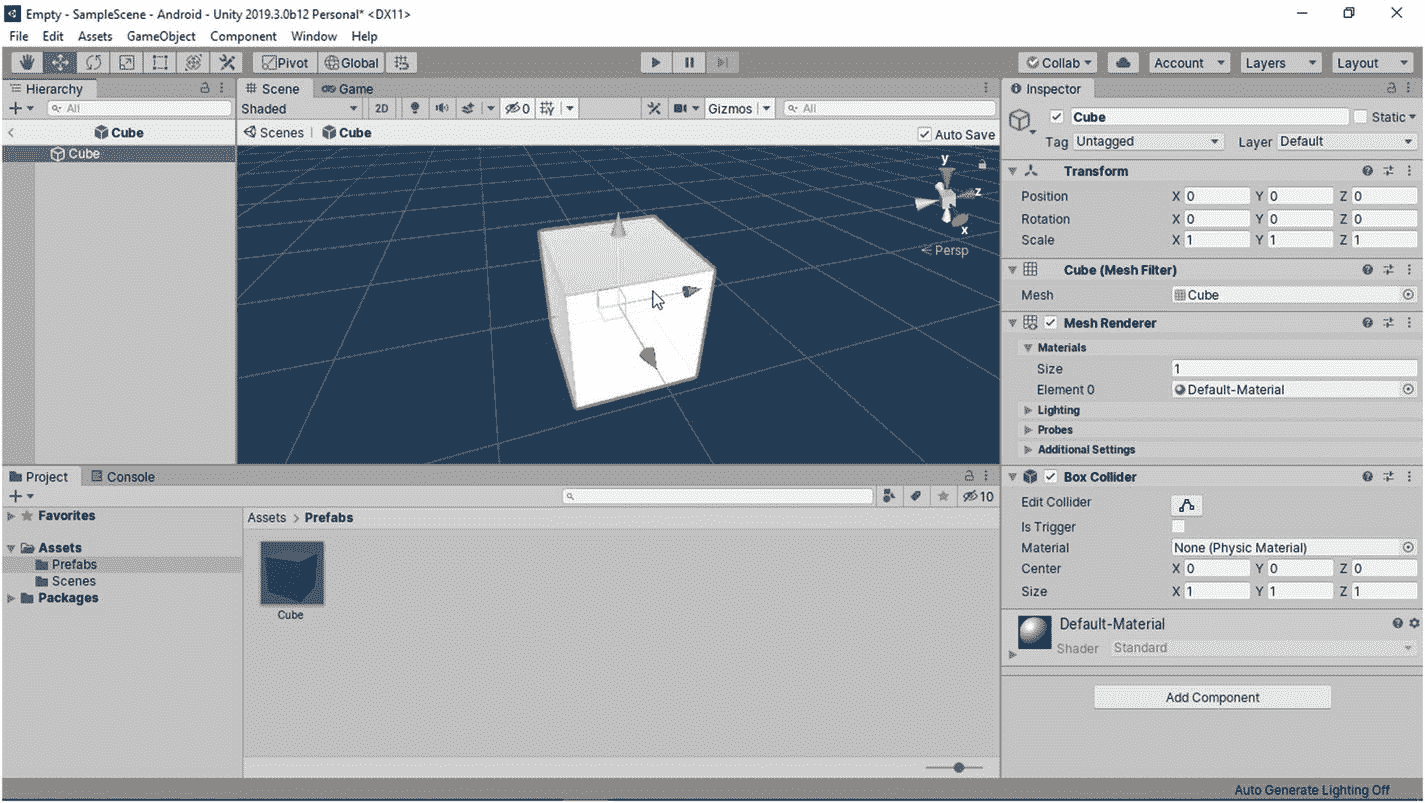 Empty - SampleScene - Android - Unity 2019.3.0b12 Personal* <DX11>
File Edit Assets GameObject Component Window Help
Pivot Global Collab Account Layers Layout
Hierarchy
All
Cube
Cube
Scene Game
Shaded 2D 0 Gizmos All
Scenes Cube Auto Save
y
z
x
Persp
Inspector
Cube Static
Tag Untagged Layer Default
Transform
Position X 0 Y 0 Z 0
Rotation X 0 Y 0 Z 0
Scale X 1 Y 1 Z 1
Cube (Mesh Filter)
Mesh Cube
Mesh Renderer
Materials
Size 1
Element 0 Default-Material
Lighting
Probes
Additional Settings
Box Collider
Edit Collider
Is Trigger
Material None (Physic Material)
Center X 0 Y 0 Z 0
Size X 1 Y 1 Z 1
Default-Material
Shader Standard
Add Component
Project Console
10
Favorites
Assets
Prefabs
Scenes
Packages
Assets > Prefabs
Cube
Auto Generate Lighting Off